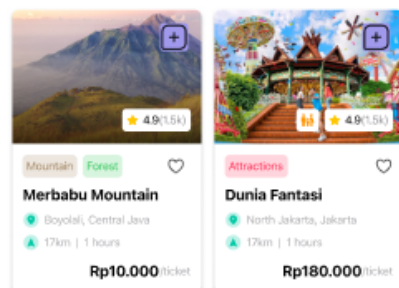 4.9(1.5k)
Mountain Forest
Merbabu Mountain
Boyolali, Central Java
17km | 1 hours
Rp10.000/ticket
4.9(1.5k)
Attractions
Dunia Fantasi
North Jakarta, Jakarta
17km | 1 hours
Rp180.000/ticket